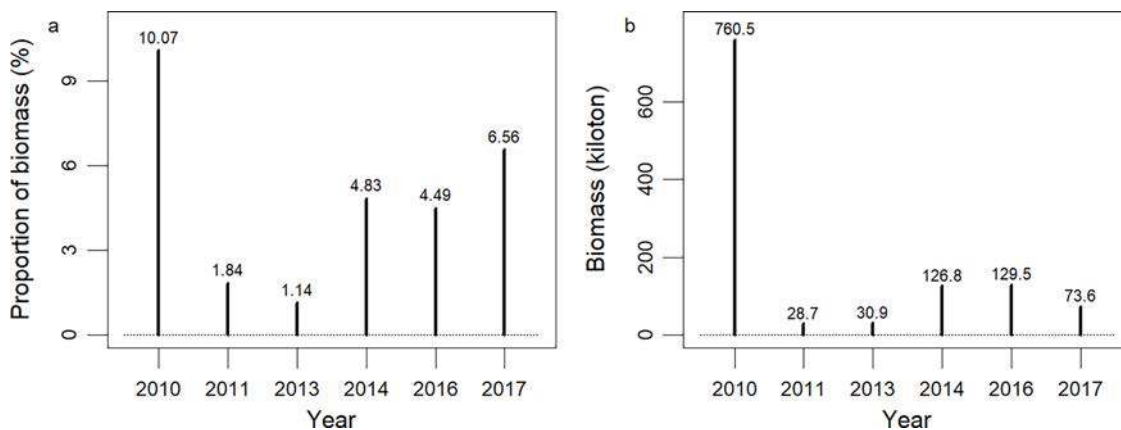 a
Proportion of biomass (%)
9
6
3
0
10.07
1.84
1.14
4.83
4.49
6.56
2010 2011 2013 2014 2016 2017
Year
b
Biomass (kiloton)
600
400
200
0
760.5
28.7
30.9
126.8
129.5
73.6
2010 2011 2013 2014 2016 2017
Year